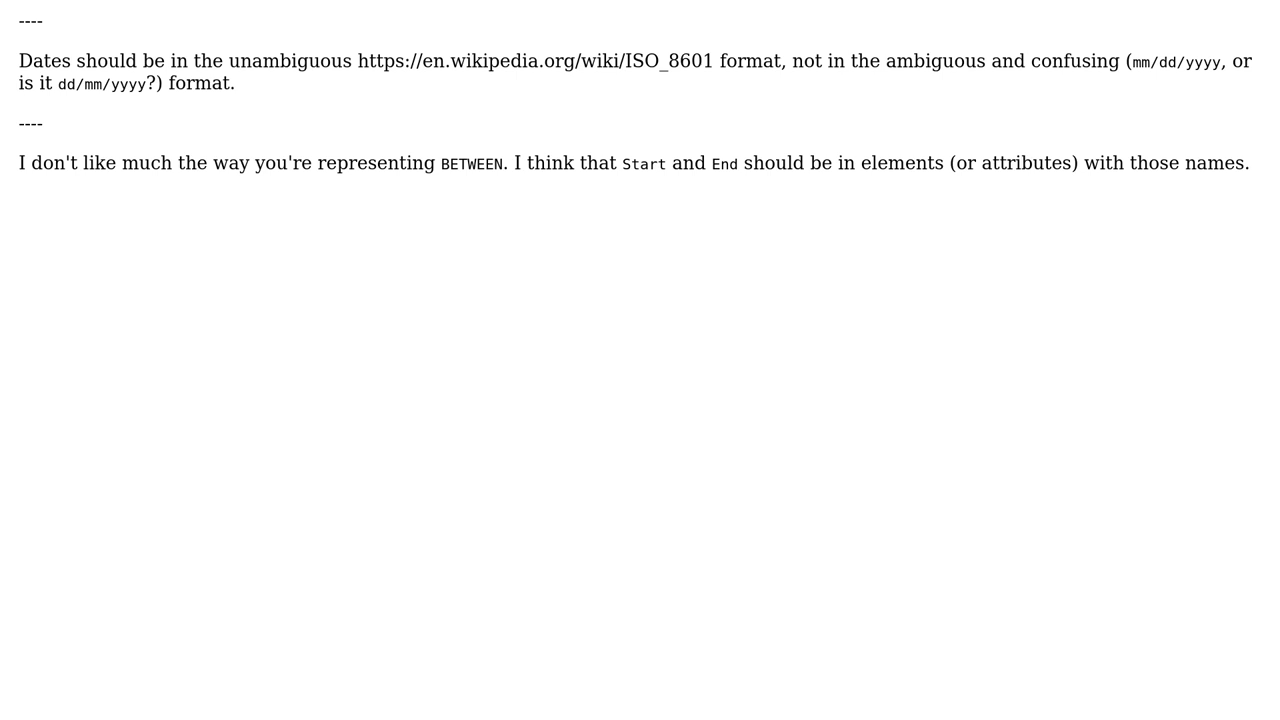 ----
Dates should be in the unambiguous https://en.wikipedia.org/wiki/ISO_8601 format, not in the ambiguous and confusing (mm/dd/yyyy, or
is it dd/mm/yyyy?) format.
----
I don't like much the way you're representing BETWEEN. I think that Start and End should be in elements (or attributes) with those names.